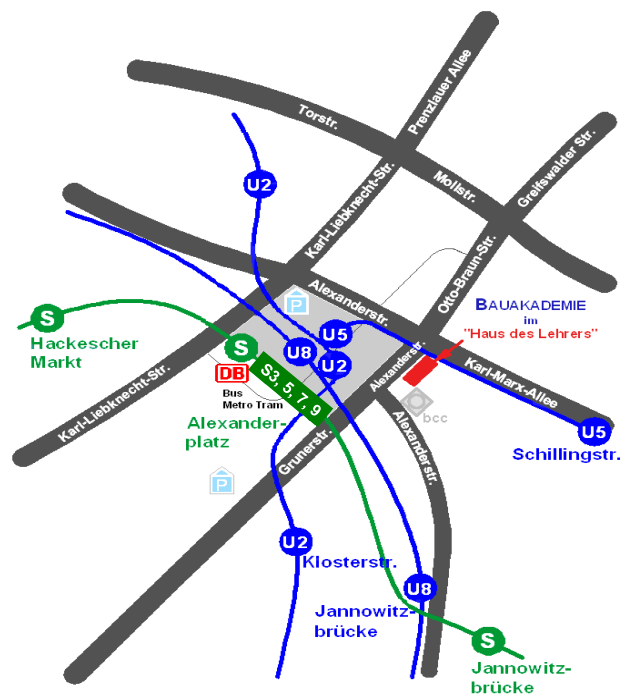 Prenzlauer Allee
Torstr.
Greifswalder Str.
Mollstr.
U2
Karl-Liebknecht-Str.
Otto-Braun-Str.
Alexanderstr.
P
BAUAKADEMIE
im
"Haus des Lehrers"
S
Hackescher
Markt
U5
U8
U2
S
DB
S3, 5, 7, 9
Alexanderstr.
Karl-Marx-Allee
Karl-Liebknecht-Str.
Bus
Metro Tram
Alexander-
platz
bcc
Alexanderstr.
U5
Schillingstr.
Grunerstr.
P
U2
Klosterstr.
U8
Jannowitz-
brücke
S
Jannowitz-
brücke